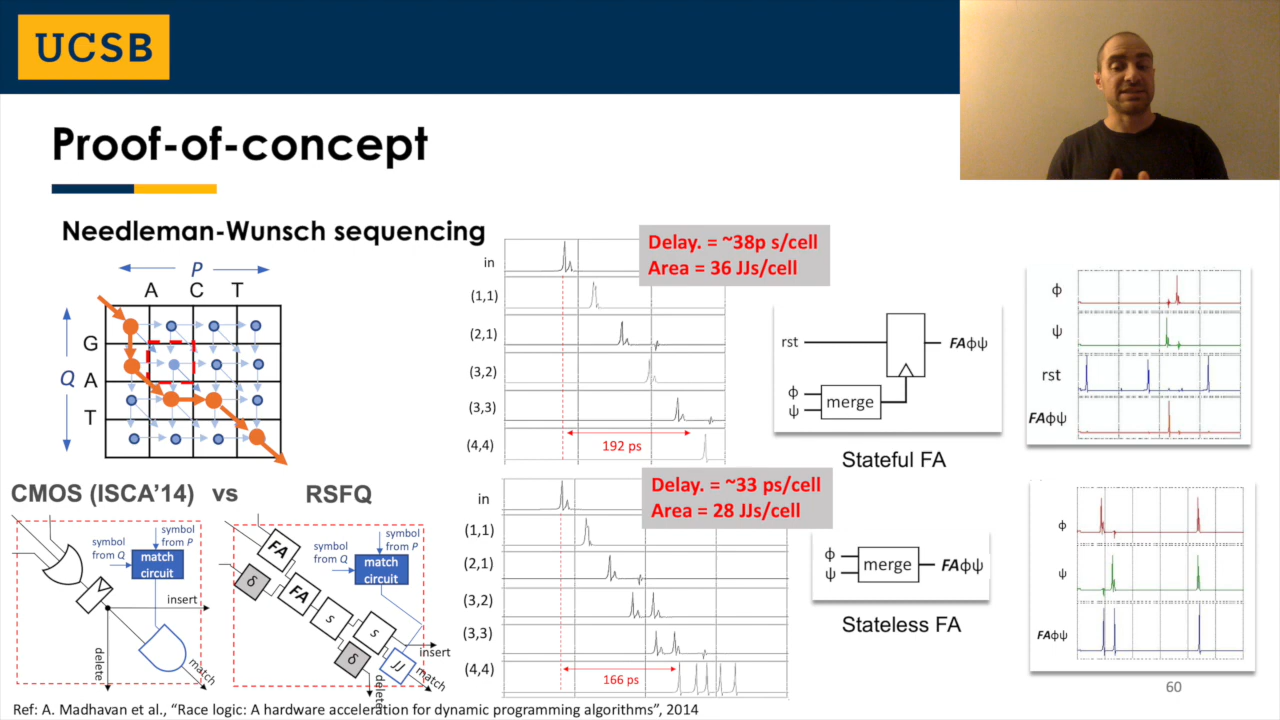 UCSB
Proof-of-concept
Needleman-Wunsch sequencing
P
A C T
Q
G
A
T
CMOS (ISCA'14) vs RSFQ
symbol
from Q
symbol
from P
match
circuit
insert
delete
match
FA
δ
FA
s
s
δ
JJ
symbol
from Q
symbol
from P
match
circuit
insert
delete
match
Delay. = ~38p s/cell
Area = 36 JJs/cell
in
(1,1)
(2,1)
(3,2)
(3,3)
(4,4)
192 ps
Delay. = ~33 ps/cell
Area = 28 JJs/cell
in
(1,1)
(2,1)
(3,2)
(3,3)
(4,4)
166 ps
rst
ϕ
ψ
merge
FAϕψ
Stateful FA
ϕ
ψ
merge
FAϕψ
Stateless FA
ϕ
ψ
rst
FAϕψ
ϕ
ψ
FAϕψ
60
Ref: A. Madhavan et al., “Race logic: A hardware acceleration for dynamic programming algorithms”, 2014